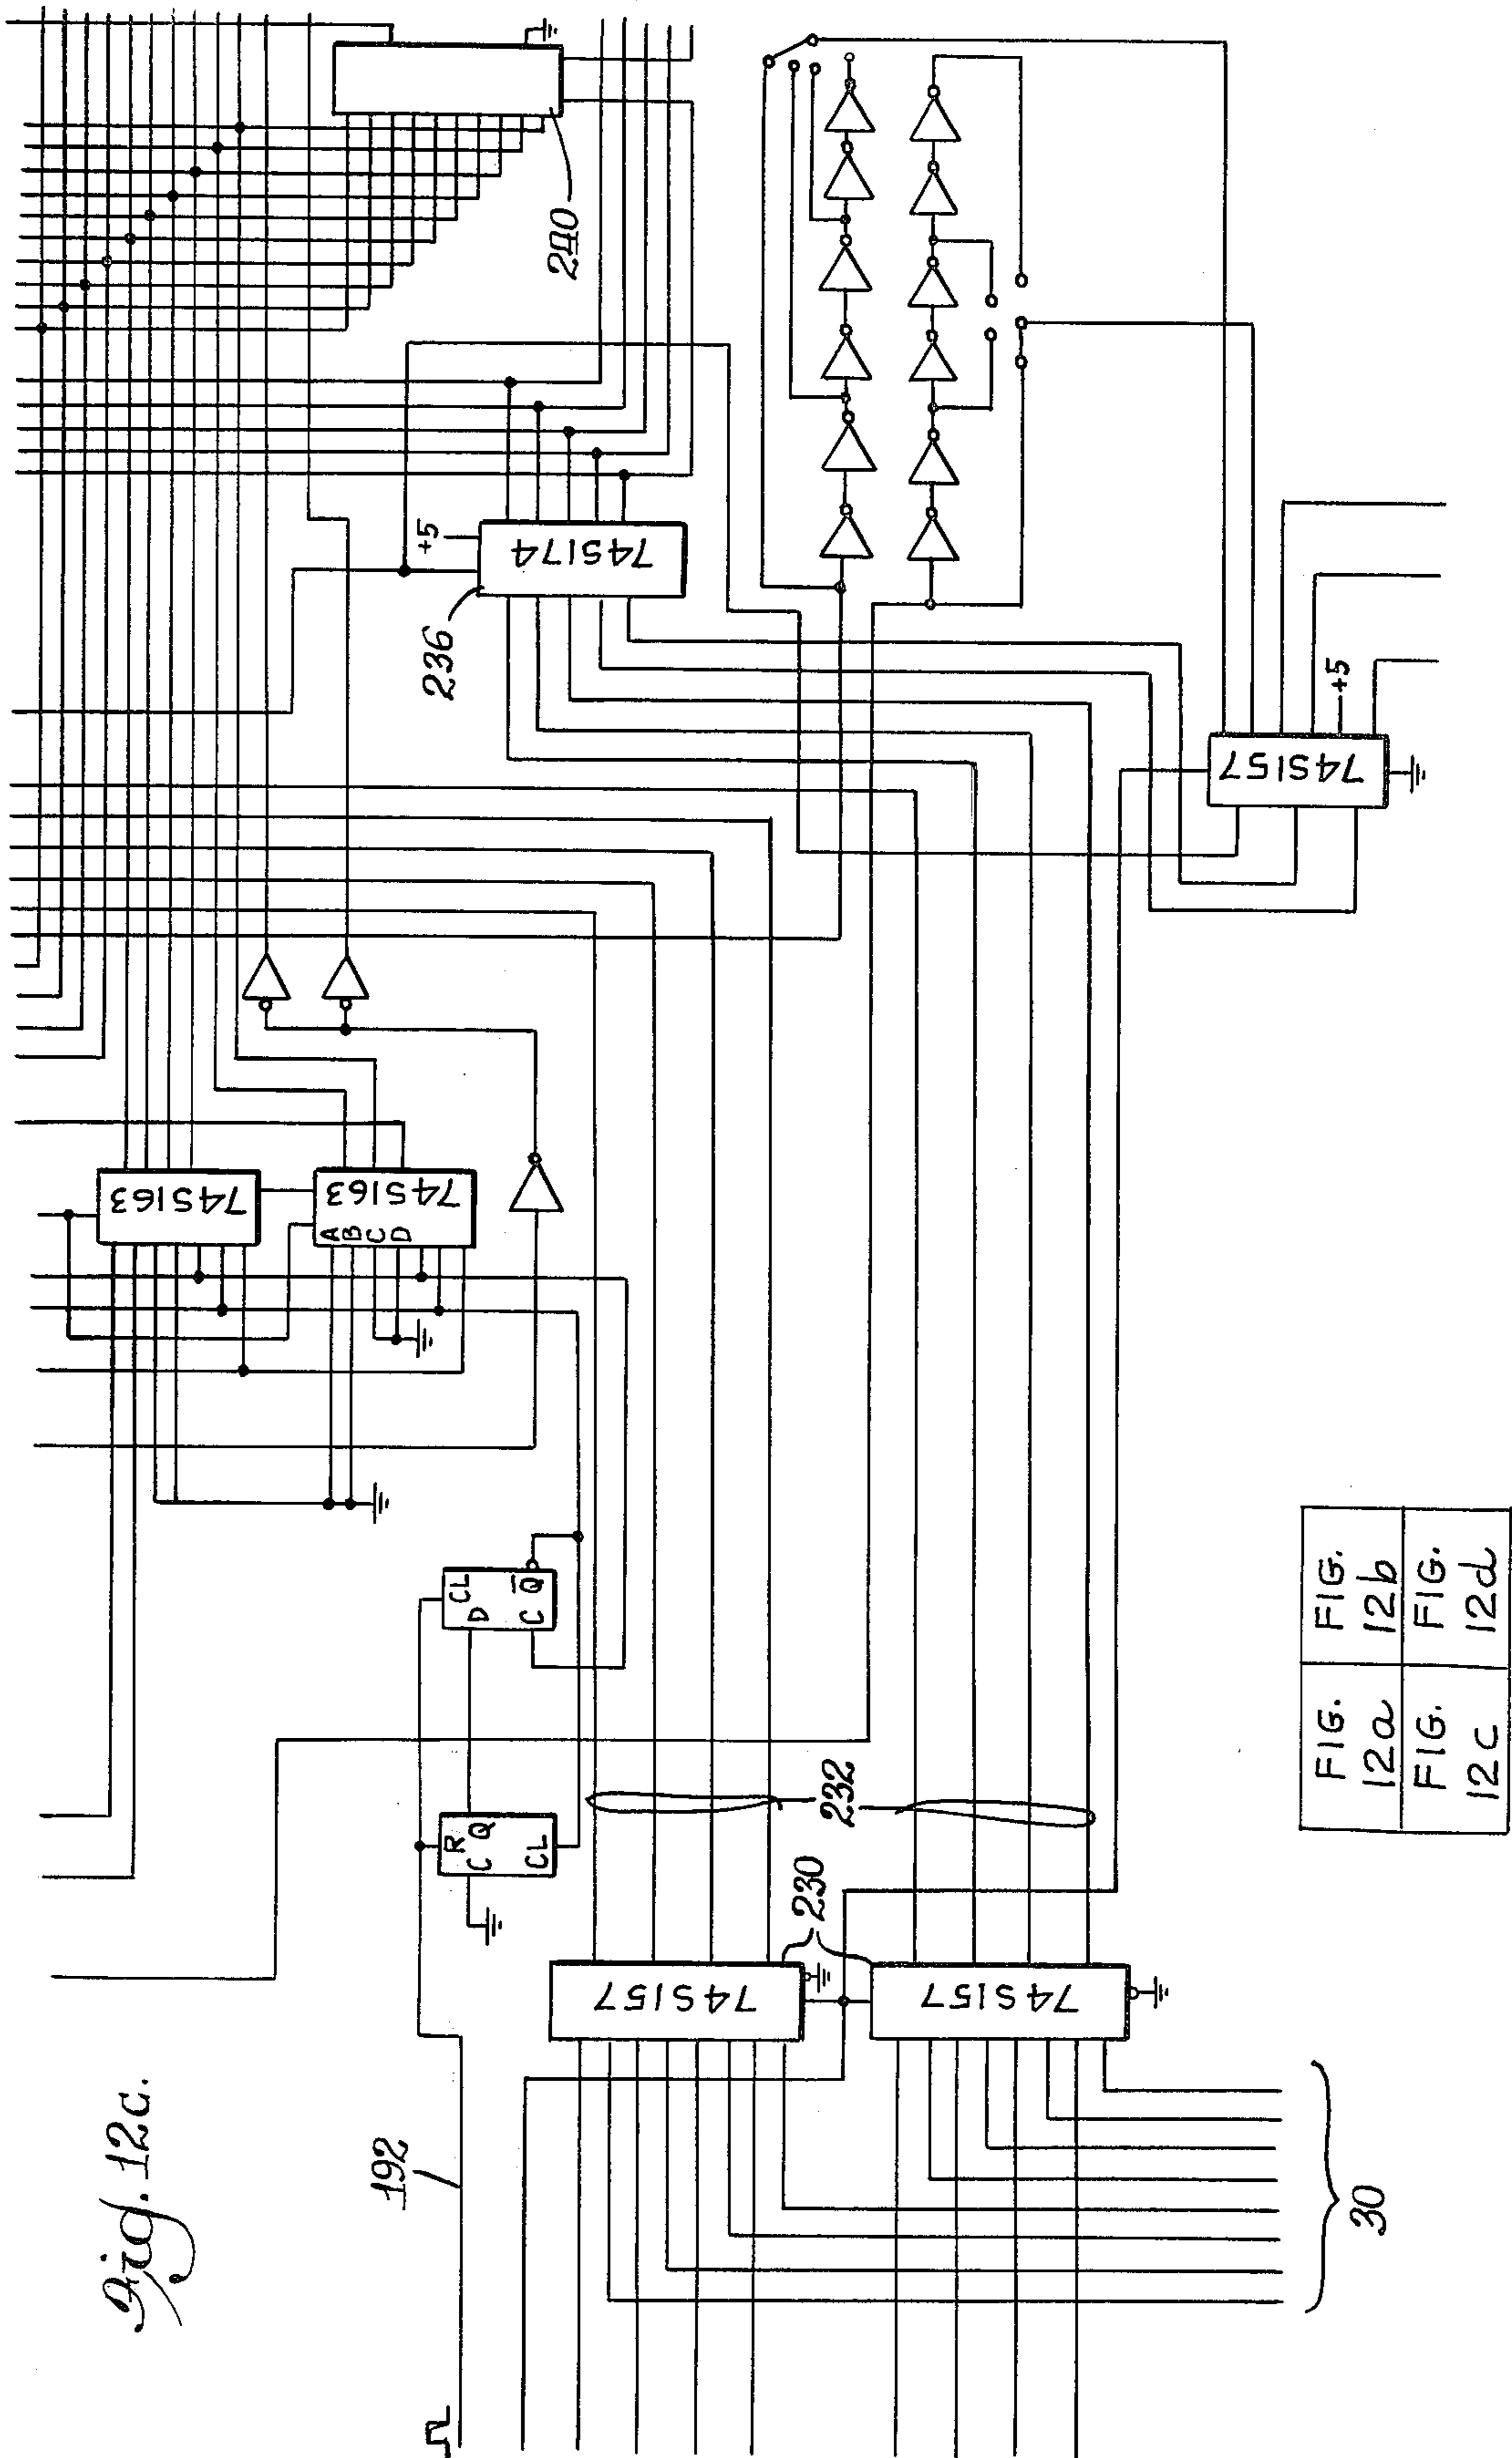 Fig. 12c.
192
30
74S157
74S157
230
232
R
C
Q
CL
CL
D
C
Q̅
74S163
74S163
A
B
C
D
236
74S174
+5
240
74S157
+5
FIG. 12a
FIG. 12b
FIG. 12c
FIG. 12d